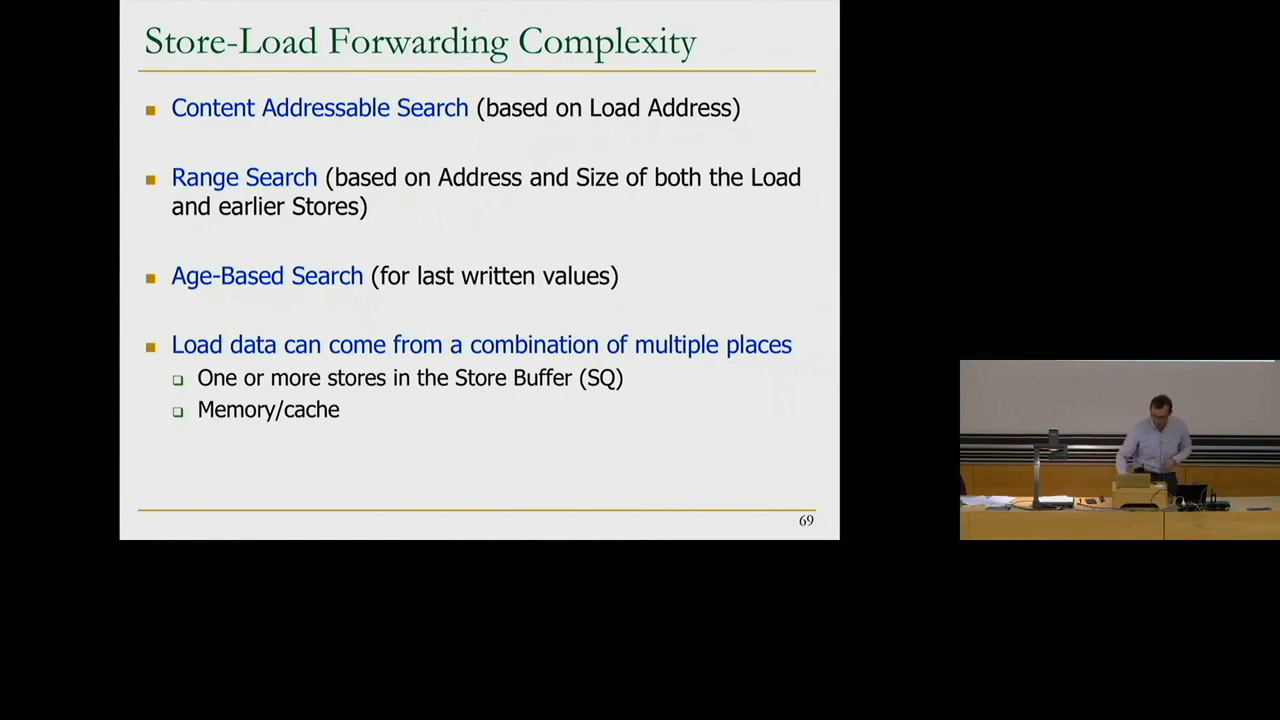 Store-Load Forwarding Complexity
Content Addressable Search (based on Load Address)
Range Search (based on Address and Size of both the Load
and earlier Stores)
Age-Based Search (for last written values)
Load data can come from a combination of multiple places
One or more stores in the Store Buffer (SQ)
Memory/cache
69